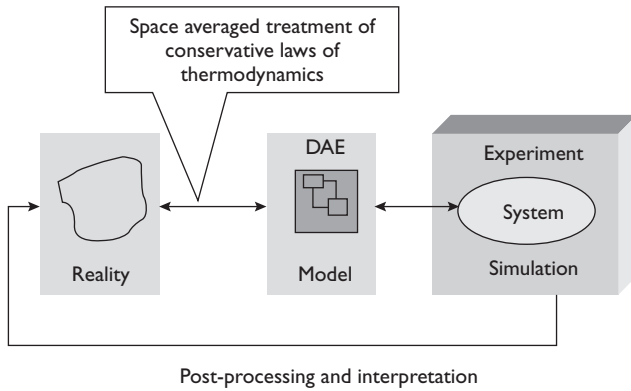 Space averaged treatment of
conservative laws of
thermodynamics
DAE
Experiment
System
Reality
Model
Simulation
Post-processing and interpretation